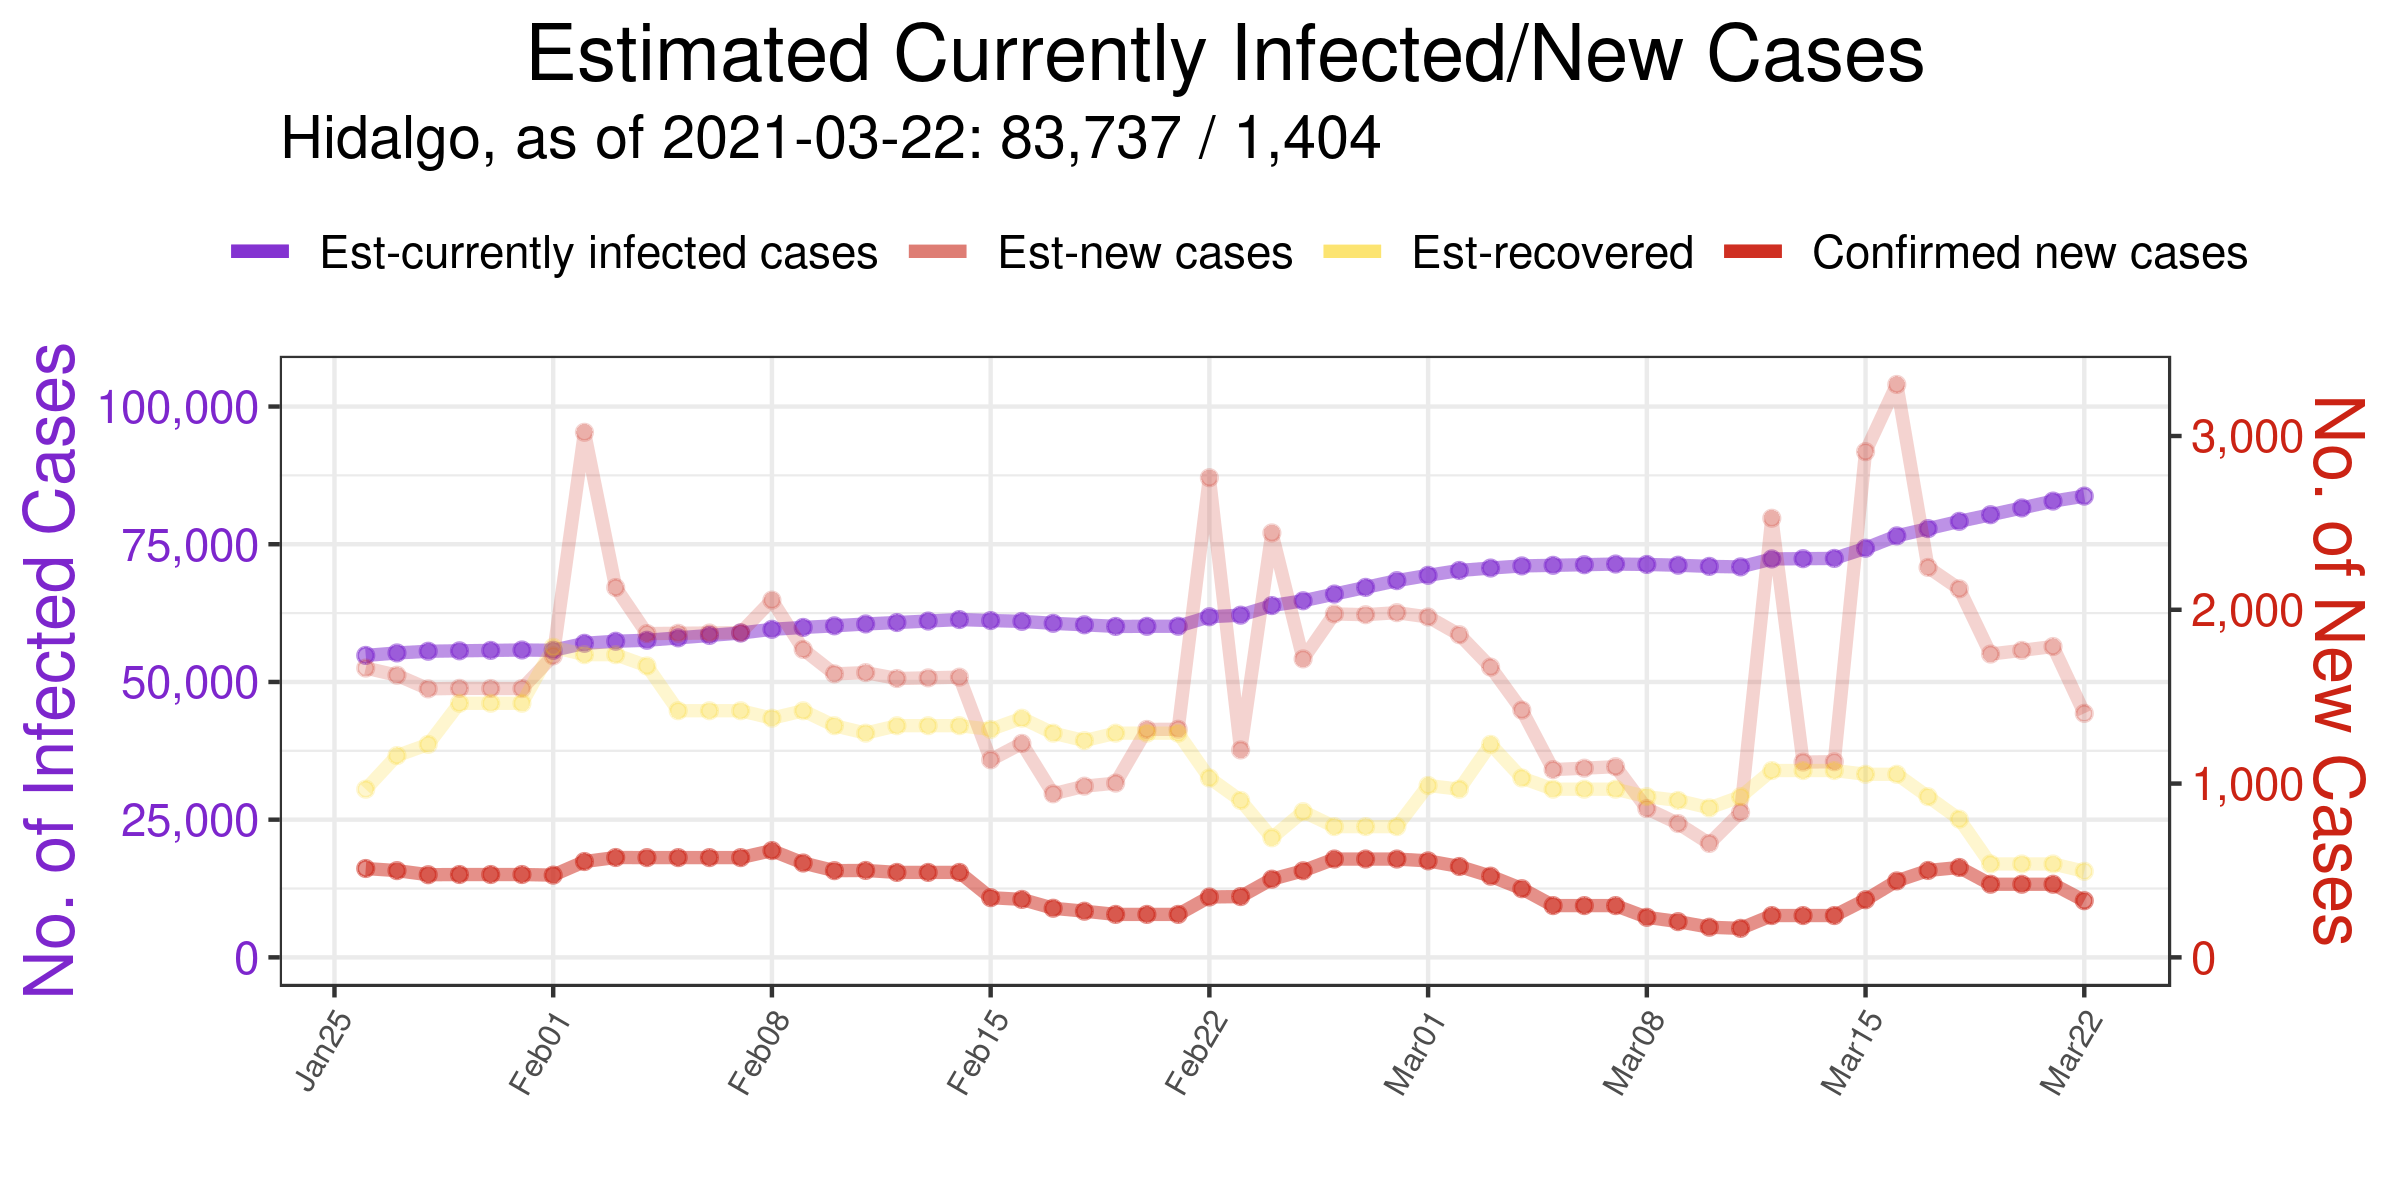 Estimated Currently Infected/New Cases
Hidalgo, as of 2021-03-22: 83,737 / 1,404
Est-currently infected cases Est-new cases Est-recovered Confirmed new cases
No. of Infected Cases
100,000
75,000
50,000
25,000
0
3,000
2,000
1,000
0
No. of New Cases
Jan25 Feb01 Feb08 Feb15 Feb22 Mar01 Mar08 Mar15 Mar22